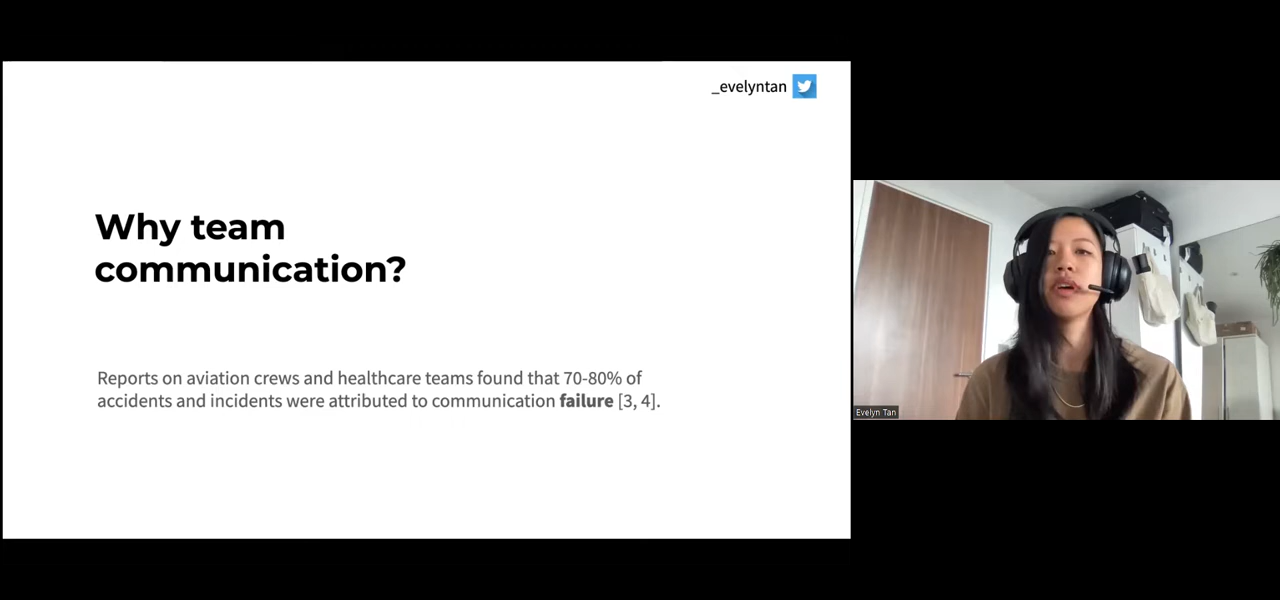 _evelyntan
Why team
communication?
Reports on aviation crews and healthcare teams found that 70-80% of
accidents and incidents were attributed to communication failure [3, 4].
Evelyn Tan